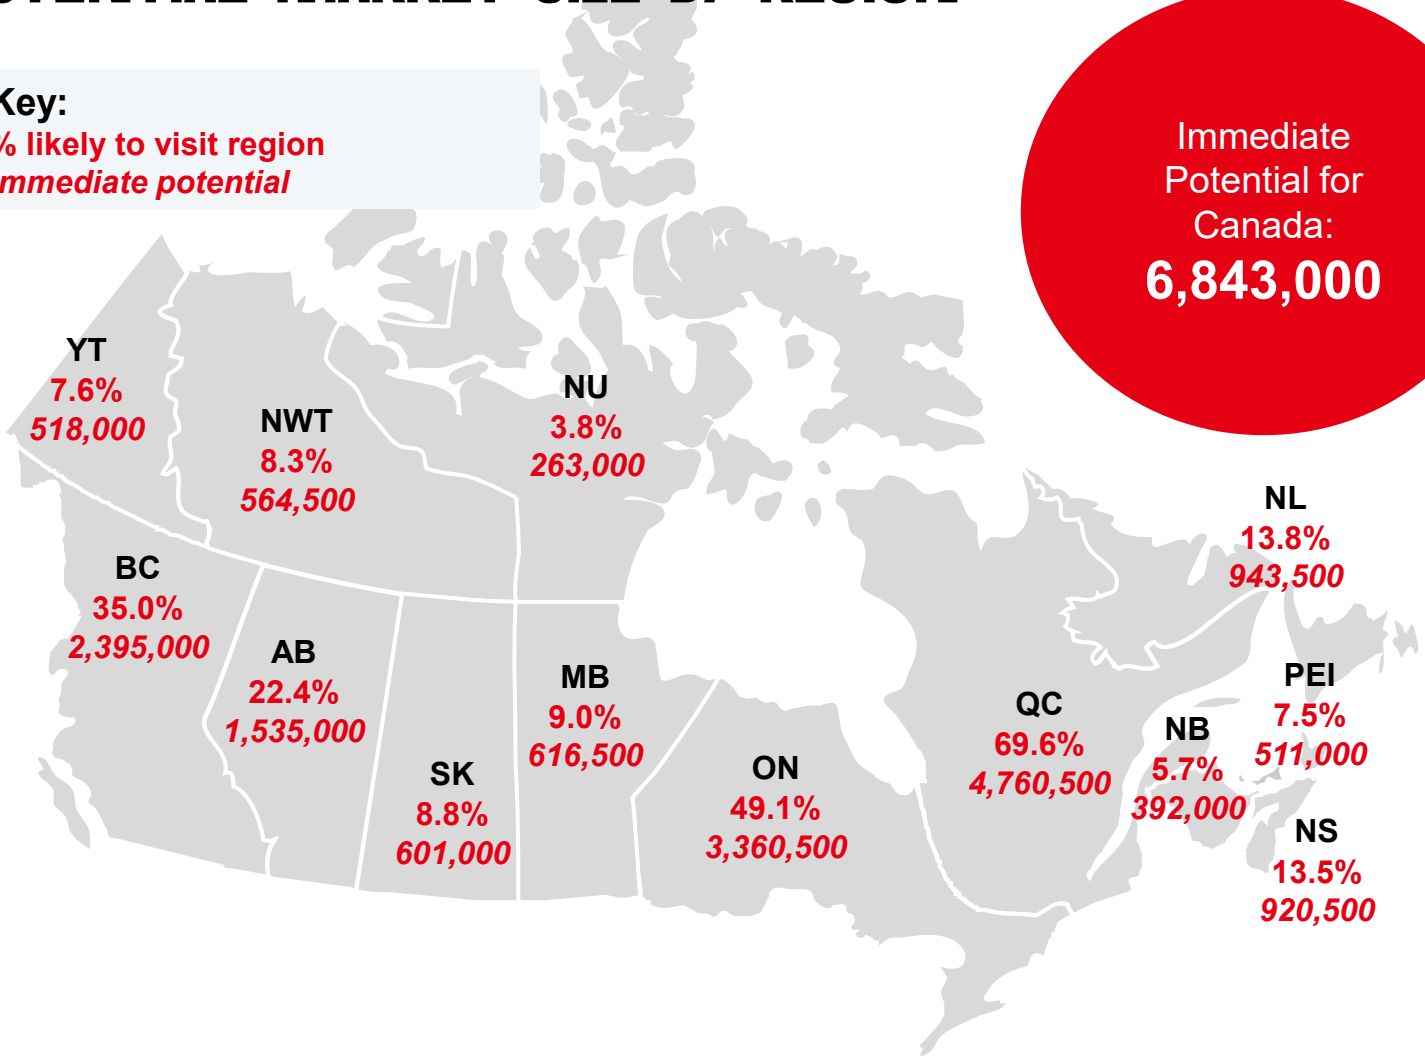 MARKET SIZE BY REGION
Key:
% likely to visit region
mmediate potential
Immediate
Potential for
Canada:
6,843,000
YT
7.6%
518,000
NWT
8.3%
564,500
NU
3.8%
263,000
NL
13.8%
943,500
BC
35.0%
2,395,000
AB
22.4%
1,535,000
SK
8.8%
601,000
MB
9.0%
616,500
ON
49.1%
3,360,500
QC
69.6%
4,760,500
NB
5.7%
392,000
PEI
7.5%
511,000
NS
13.5%
920,500